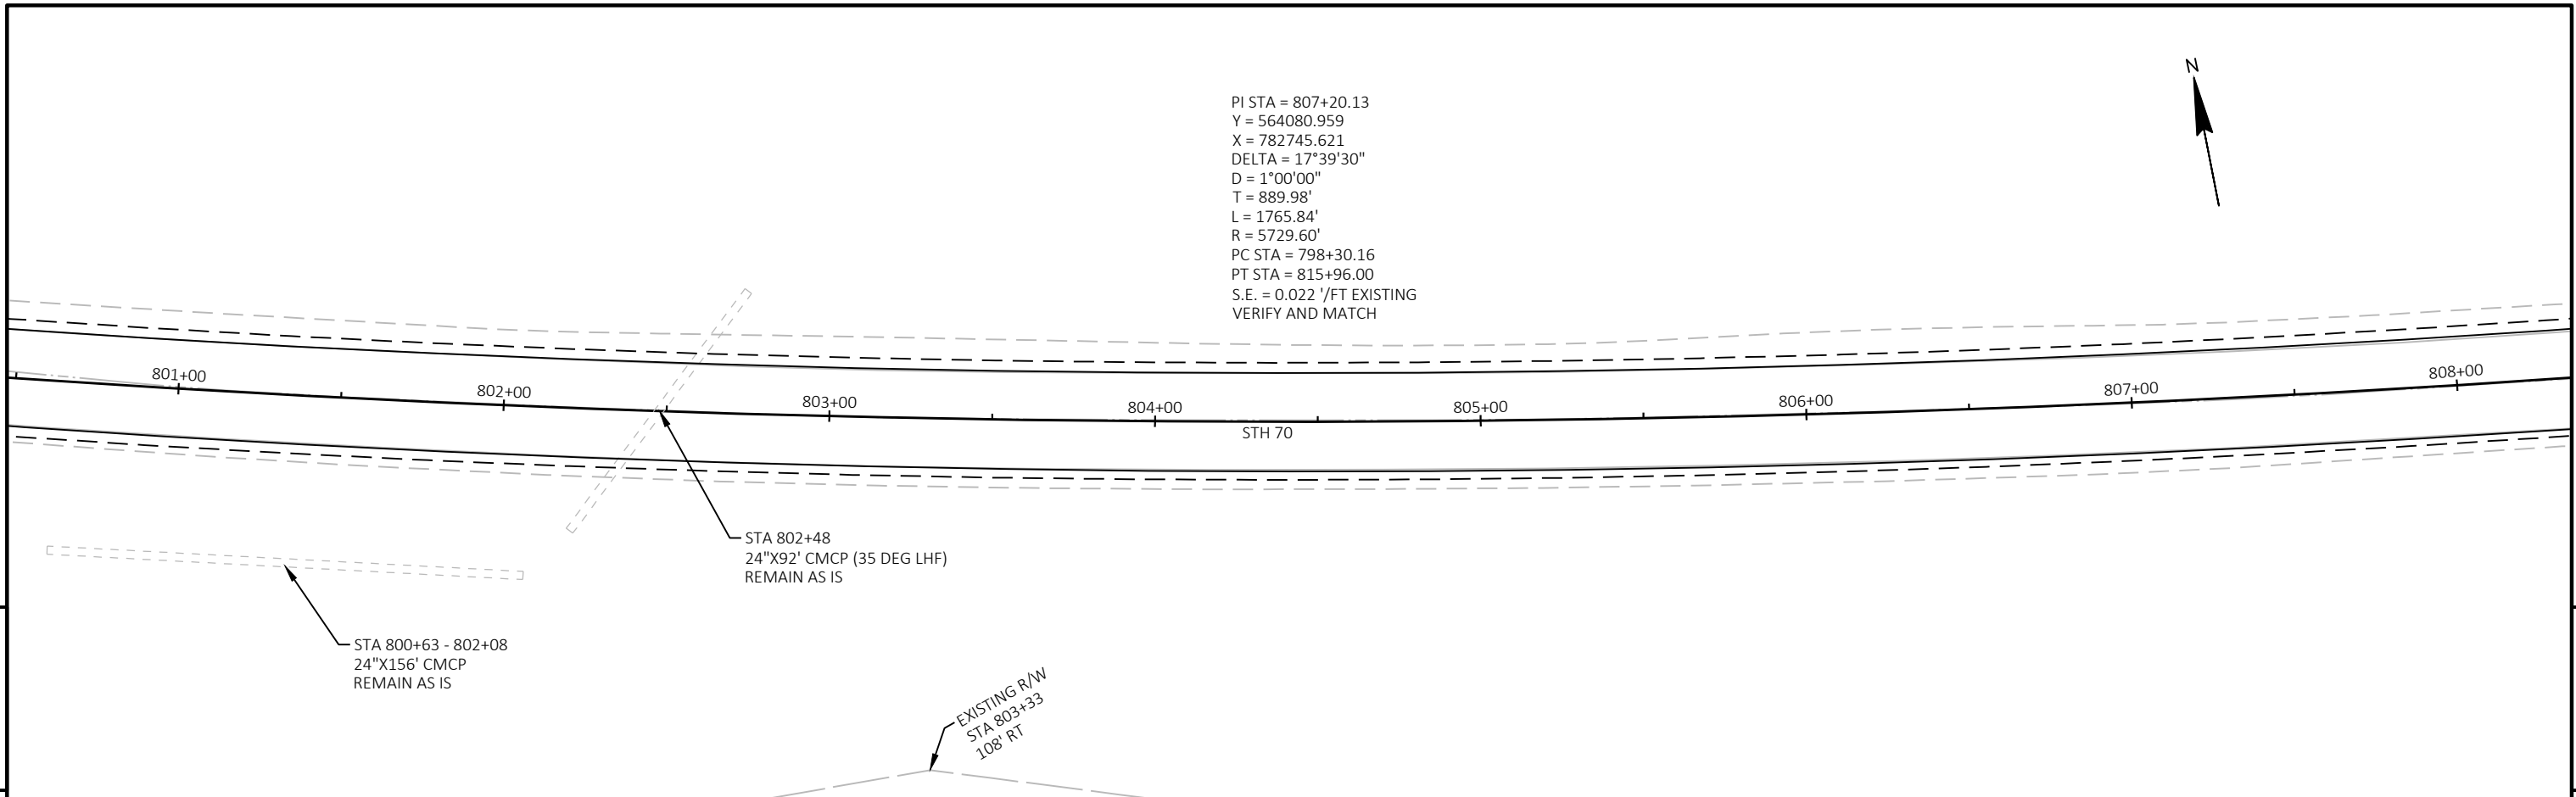 N
PI STA = 807+20.13
Y = 564080.959
X = 782745.621
DELTA = 17°39'30"
D = 1°00'00"
T = 889.98'
L = 1765.84'
R = 5729.60'
PC STA = 798+30.16
PT STA = 815+96.00
S.E. = 0.022 '/FT EXISTING
VERIFY AND MATCH
801+00
802+00
803+00
804+00
805+00
806+00
807+00
808+00
STH 70
STA 802+48
24"X92' CMCP (35 DEG LHF)
REMAIN AS IS
STA 800+63 - 802+08
24"X156' CMCP
REMAIN AS IS
EXISTING R/W
STA 803+33
108' RT